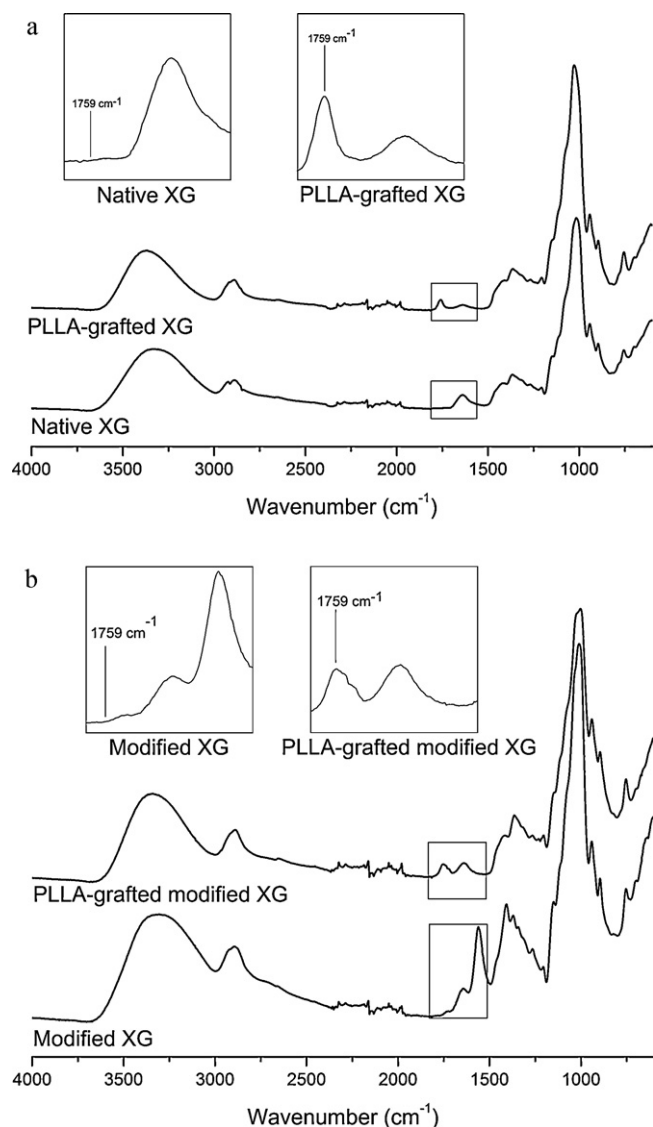 a
1759 cm-1
1759 cm-1
Native XG
PLLA-grafted XG
PLLA-grafted XG
Native XG
4000 3500 3000 2500 2000 1500 1000
Wavenumber (cm-1)
b
1759 cm-1
1759 cm-1
Modified XG
PLLA-grafted modified XG
PLLA-grafted modified XG
Modified XG
4000 3500 3000 2500 2000 1500 1000
Wavenumber (cm-1)